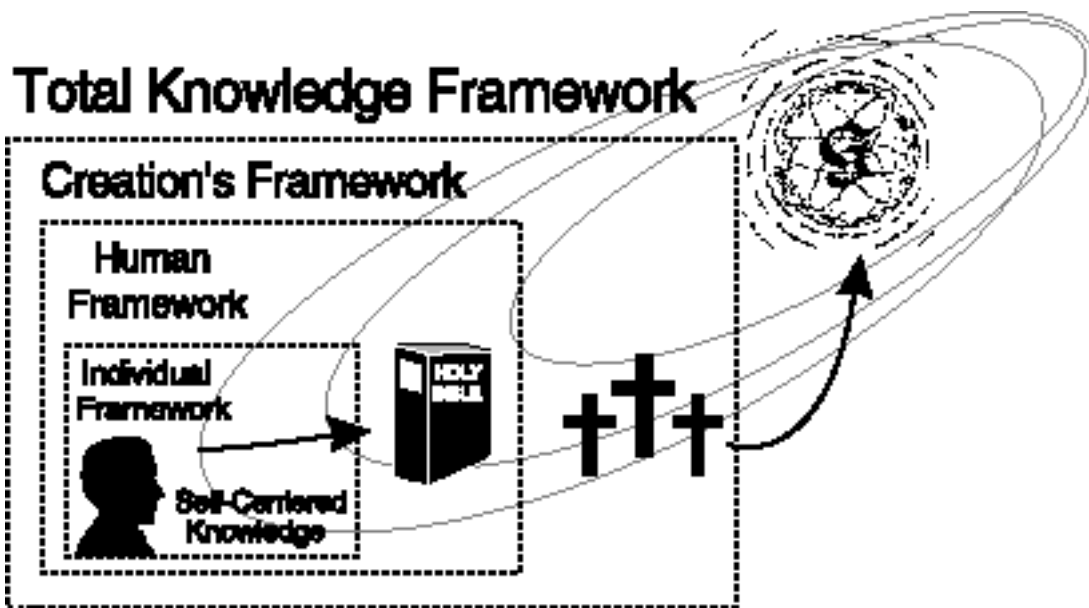 Total Knowledge Framework
Creation's Framework
Human
Framework
Individual
Framework
HOLY
BIBLE
Self-Centered
Knowledge